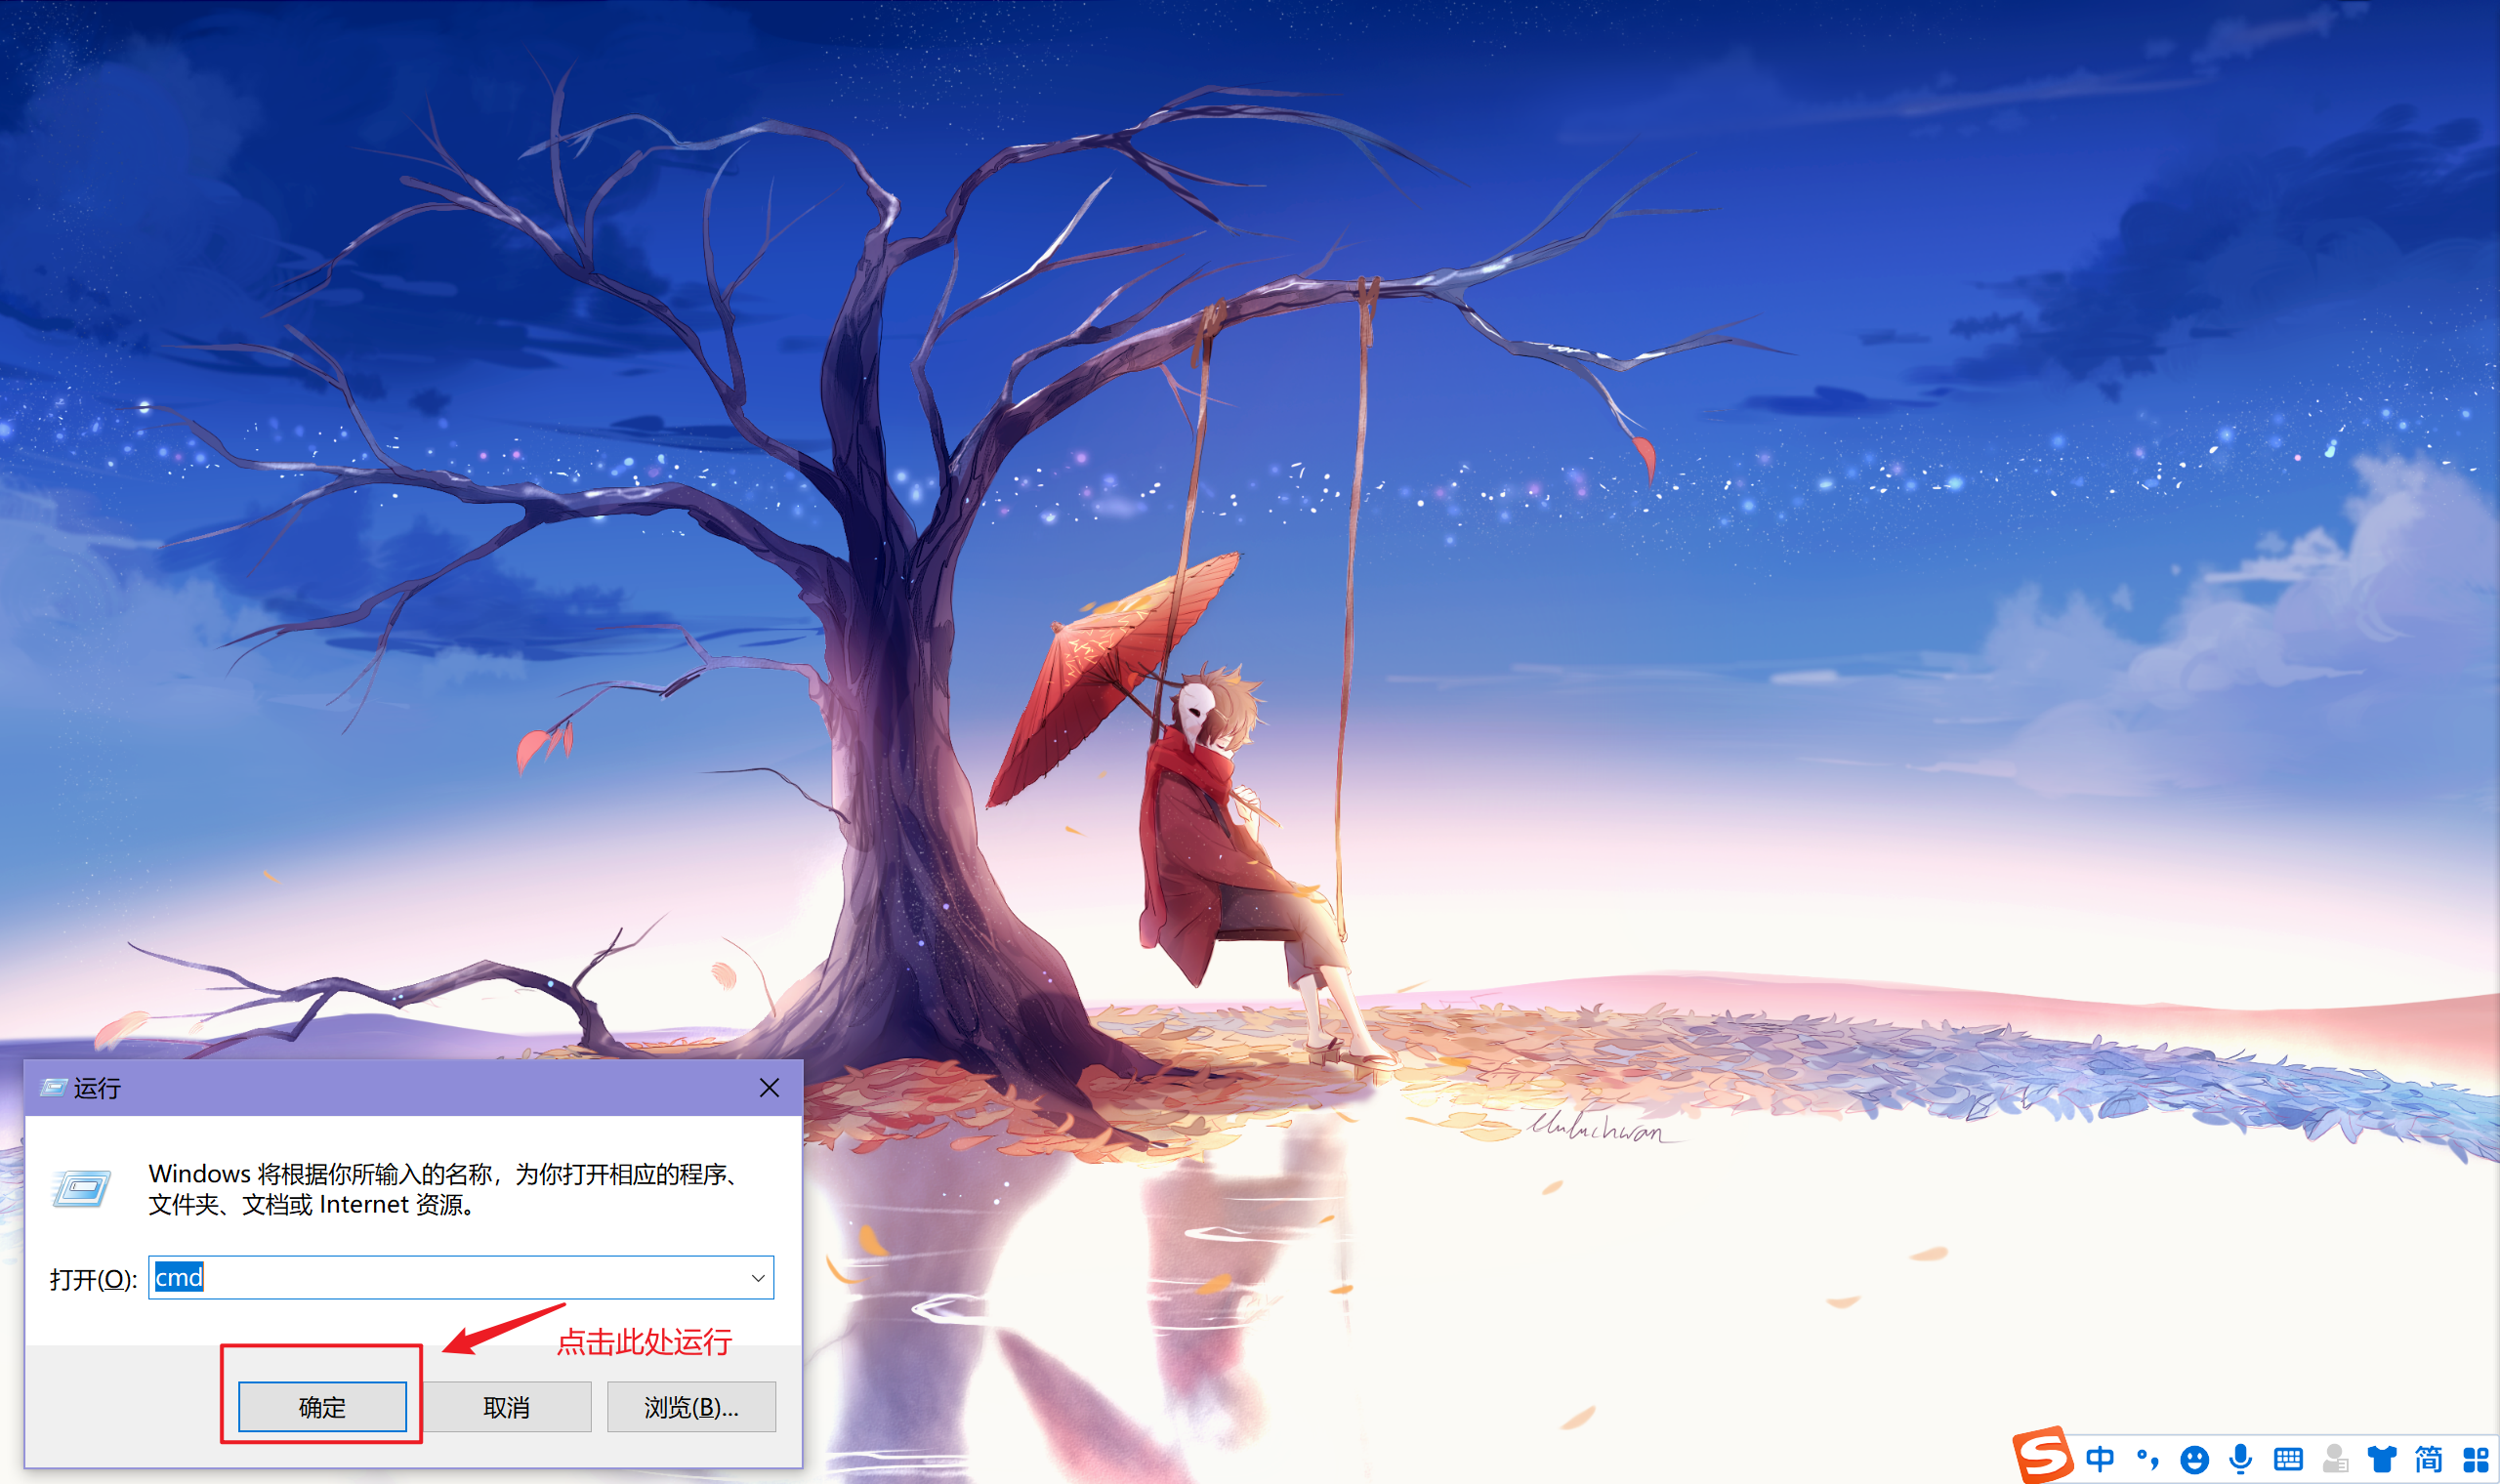 Uuluchwan
运行
Windows 将根据你所输入的名称，为你打开相应的程序、
文件夹、文档或 Internet 资源。
打开(O): cmd
点击此处运行
确定 取消 浏览(B)...
S 中 简